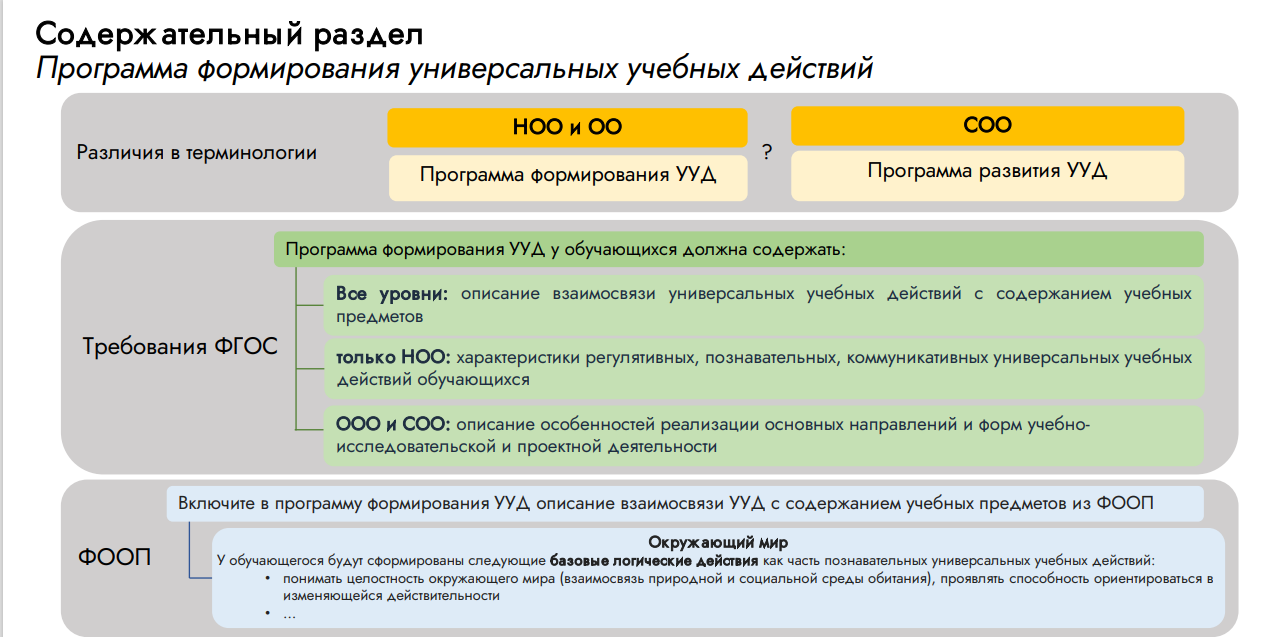 Содержательный раздел
Программа формирования универсальных учебных действий
Различия в терминологии
НОО и ОО
Программа формирования УУД
?
СОО
Программа развития УУД
Требования ФГОС
Программа формирования УУД у обучающихся должна содержать:
Все уровни: описание взаимосвязи универсальных учебных действий с содержанием учебных
предметов
только НОО: характеристики регулятивных, познавательных, коммуникативных универсальных учебных
действий обучающихся
ООО и СОО: описание особенностей реализации основных направлений и форм учебно-
исследовательской и проектной деятельности
ФООП
Включите в программу формирования УУД описание взаимосвязи УУД с содержанием учебных предметов из ФООП
Окружающий мир
У обучающегося будут сформированы следующие базовые логические действия как часть познавательных универсальных учебных действий:
• понимать целостность окружающего мира (взаимосвязь природной и социальной среды обитания), проявлять способность ориентироваться в
изменяющейся действительности
• ...